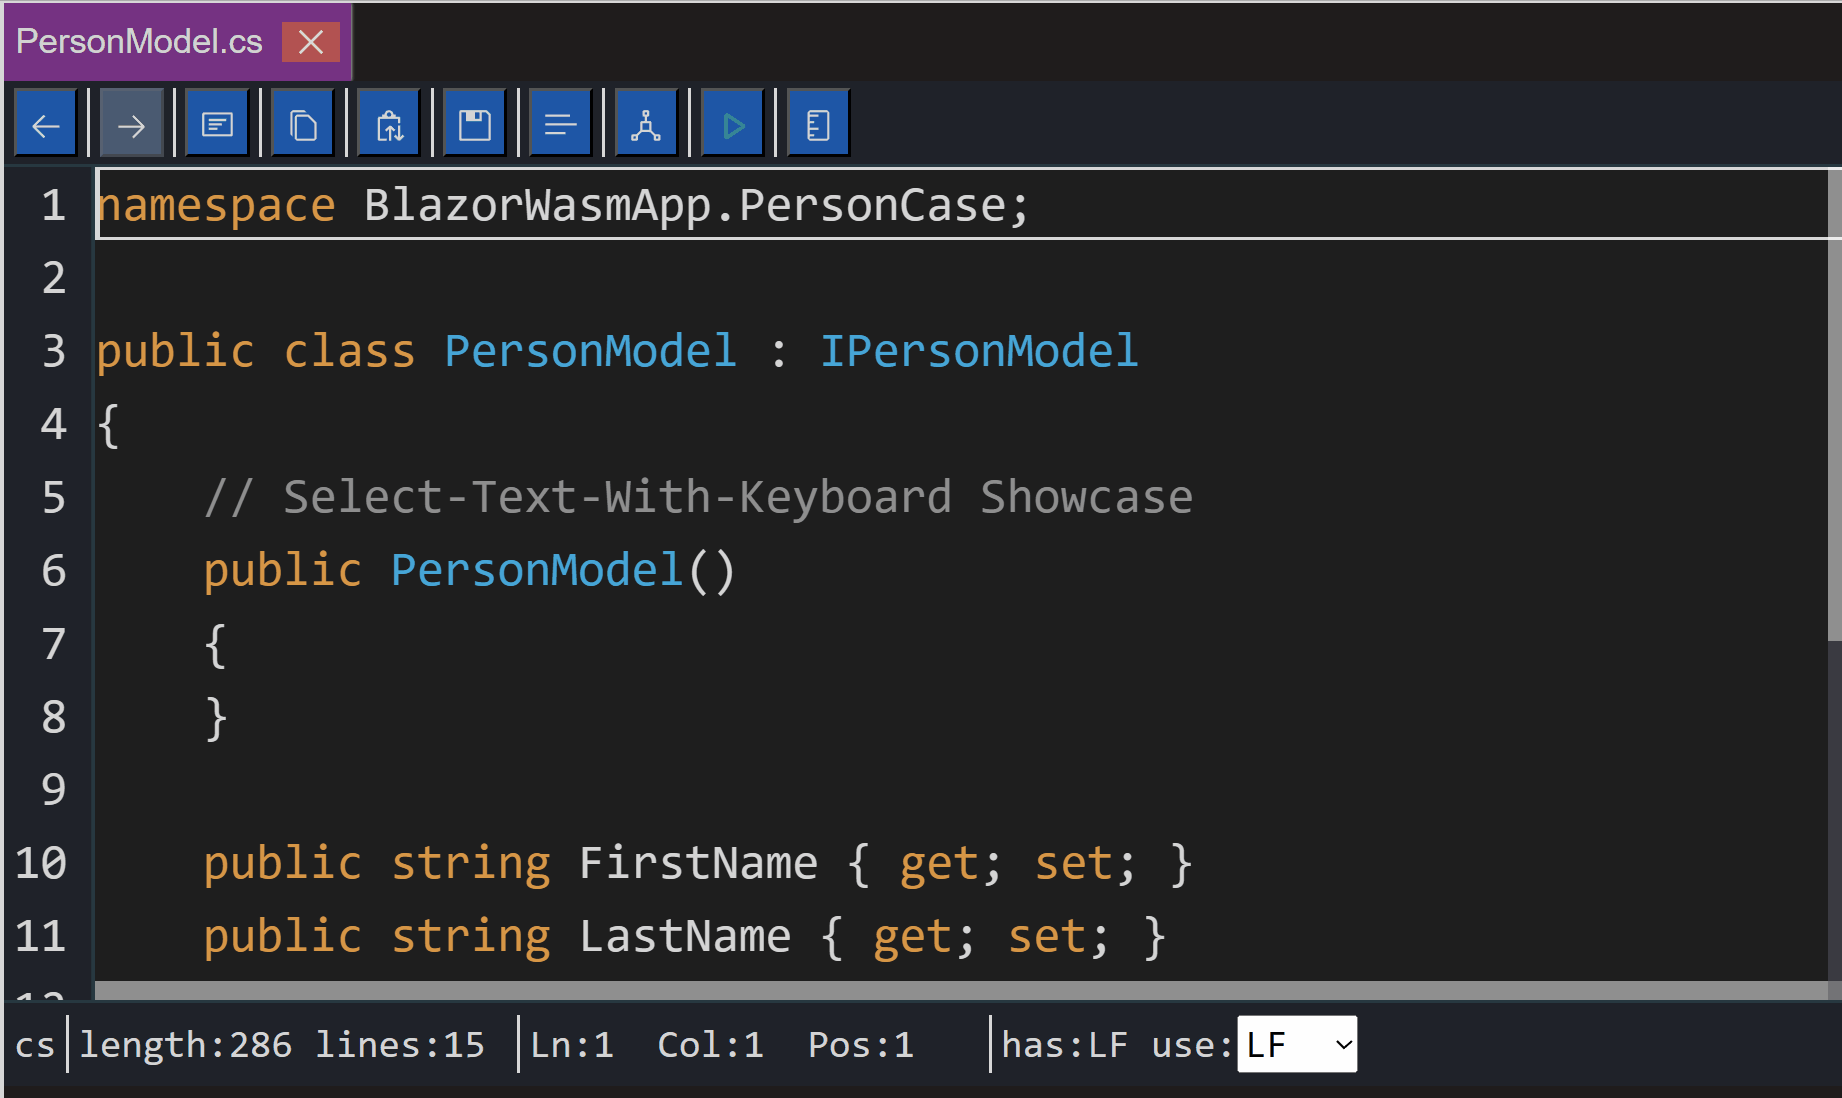 PersonModel.cs
1 namespace BlazorWasmApp.PersonCase;
2
3 public class PersonModel : IPersonModel
4 {
5     // Select-Text-With-Keyboard Showcase
6     public PersonModel()
7     {
8     }
9
10     public string FirstName { get; set; }
11     public string LastName { get; set; }
cs length:286 lines:15 Ln:1 Col:1 Pos:1 has:LF use: LF